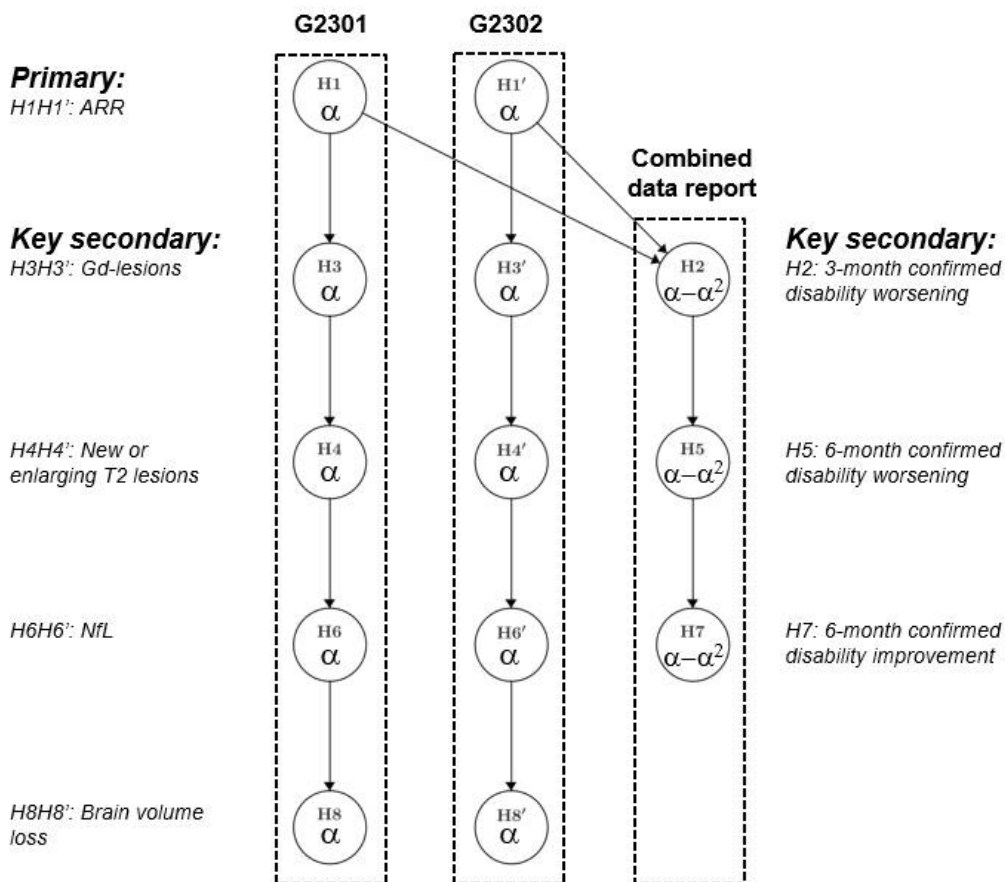 G2301
G2302
Primary:
H1H1': ARR
H1
α
H1′
α
Combined
data report
Key secondary:
H3H3': Gd-lesions
H3
α
H3′
α
H2
α−α²
Key secondary:
H2: 3-month confirmed
disability worsening
H4H4': New or
enlarging T2 lesions
H4
α
H4′
α
H5
α−α²
H5: 6-month confirmed
disability worsening
H6H6': NfL
H6
α
H6′
α
H7
α−α²
H7: 6-month confirmed
disability improvement
H8H8': Brain volume
loss
H8
α
H8′
α